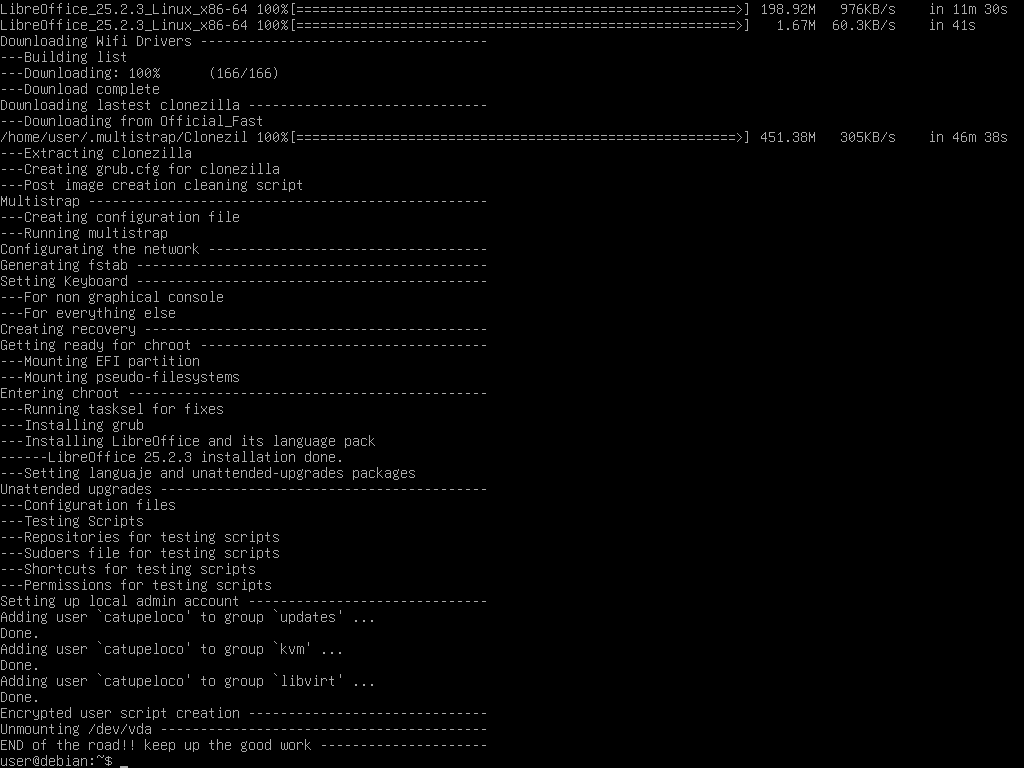 LibreOffice_25.2.3_Linux_x86-64 100%[=======================================================>] 198.92M   976KB/s    in 11m 30s
LibreOffice_25.2.3_Linux_x86-64 100%[=======================================================>]   1.67M  60.3KB/s    in 41s
Downloading Wifi Drivers ------------------------------------
---Building list
---Downloading: 100%      (166/166)
---Download complete
Downloading lastest clonezilla ------------------------------
---Downloading from Official_Fast
/home/user/.multistrap/Clonezil 100%[=======================================================>] 451.38M   305KB/s    in 46m 38s
---Extracting clonezilla
---Creating grub.cfg for clonezilla
---Post image creation cleaning script
Multistrap --------------------------------------------------
---Creating configuration file
---Running multistrap
Configurating the network -----------------------------------
Generating fstab --------------------------------------------
Setting Keyboard --------------------------------------------
---For non graphical console
---For everything else
Creating recovery -------------------------------------------
Getting ready for chroot ------------------------------------
---Mounting EFI partition
---Mounting pseudo-filesystems
Entering chroot ---------------------------------------------
---Running tasksel for fixes
---Installing grub
---Installing LibreOffice and its language pack
------LibreOffice 25.2.3 installation done.
---Setting languaje and unattended-upgrades packages
Unattended upgrades -----------------------------------------
---Configuration files
---Testing Scripts
---Repositories for testing scripts
---Sudoers file for testing scripts
---Shortcuts for testing scripts
---Permissions for testing scripts
Setting up local admin account ------------------------------
Adding user `catupeloco' to group `updates' ...
Done.
Adding user `catupeloco' to group `kvm' ...
Done.
Adding user `catupeloco' to group `libvirt' ...
Done.
Encrypted user script creation ------------------------------
Unmounting /dev/vda -----------------------------------------
END of the road!! keep up the good work ---------------------
user@debian:~$ _